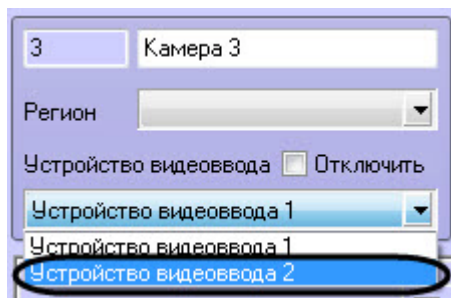 3 Камера 3
Регион
Устройство видеоввода Отключить
Устройство видеоввода 1
Устройство видеоввода 1
Устройство видеоввода 2